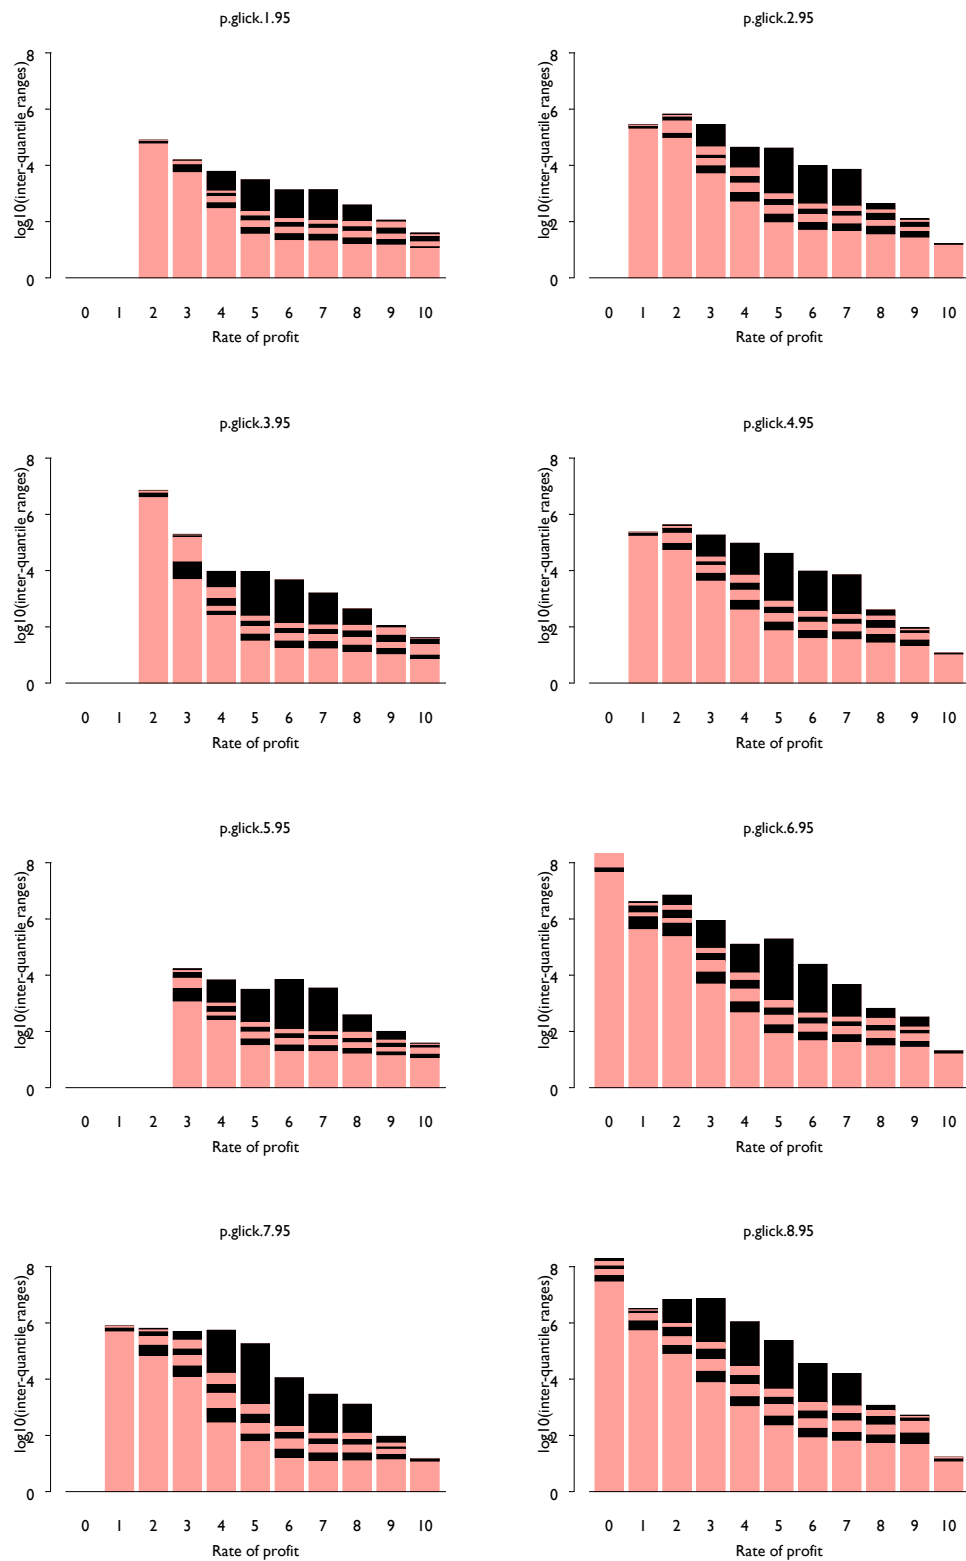 p.glick.1.95
p.glick.2.95
log10(inter-quantile ranges)
8
6
4
2
0
0 1 2 3 4 5 6 7 8 9 10
Rate of profit
log10(inter-quantile ranges)
8
6
4
2
0
0 1 2 3 4 5 6 7 8 9 10
Rate of profit
p.glick.3.95
p.glick.4.95
log10(inter-quantile ranges)
8
6
4
2
0
0 1 2 3 4 5 6 7 8 9 10
Rate of profit
log10(inter-quantile ranges)
8
6
4
2
0
0 1 2 3 4 5 6 7 8 9 10
Rate of profit
p.glick.5.95
p.glick.6.95
log10(inter-quantile ranges)
8
6
4
2
0
0 1 2 3 4 5 6 7 8 9 10
Rate of profit
log10(inter-quantile ranges)
8
6
4
2
0
0 1 2 3 4 5 6 7 8 9 10
Rate of profit
p.glick.7.95
p.glick.8.95
log10(inter-quantile ranges)
8
6
4
2
0
0 1 2 3 4 5 6 7 8 9 10
Rate of profit
log10(inter-quantile ranges)
8
6
4
2
0
0 1 2 3 4 5 6 7 8 9 10
Rate of profit